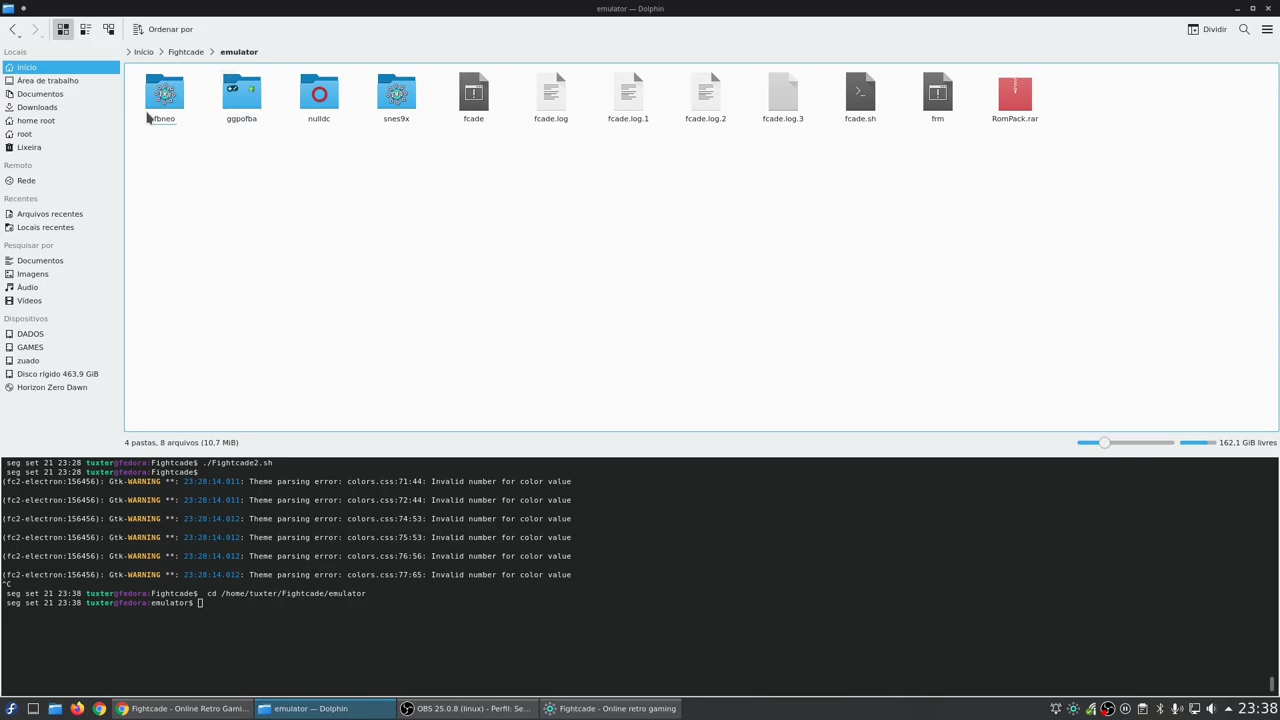 emulator — Dolphin
Ordenar por
Dividir
Locais
Início
Área de trabalho
Documentos
Downloads
home root
root
Lixeira
Remoto
Rede
Recentes
Arquivos recentes
Locais recentes
Pesquisar por
Documentos
Imagens
Áudio
Vídeos
Dispositivos
DADOS
GAMES
zuado
Disco rígido 463,9 GiB
Horizon Zero Dawn
Início Fightcade emulator
fbneo
ggpofba
nulldc
snes9x
fcade
fcade.log
fcade.log.1
fcade.log.2
fcade.log.3
fcade.sh
frm
RomPack.rar
4 pastas, 8 arquivos (10,7 MiB)
162,1 GiB livres
seg set 21 23:28 tuxter@fedora:Fightcade$ ./Fightcade2.sh
seg set 21 23:28 tuxter@fedora:Fightcade$
(fc2-electron:156456): Gtk-WARNING **: 23:28:14.011: Theme parsing error: colors.css:71:44: Invalid number for color value
(fc2-electron:156456): Gtk-WARNING **: 23:28:14.011: Theme parsing error: colors.css:72:44: Invalid number for color value
(fc2-electron:156456): Gtk-WARNING **: 23:28:14.012: Theme parsing error: colors.css:74:53: Invalid number for color value
(fc2-electron:156456): Gtk-WARNING **: 23:28:14.012: Theme parsing error: colors.css:75:53: Invalid number for color value
(fc2-electron:156456): Gtk-WARNING **: 23:28:14.012: Theme parsing error: colors.css:76:56: Invalid number for color value
(fc2-electron:156456): Gtk-WARNING **: 23:28:14.012: Theme parsing error: colors.css:77:65: Invalid number for color value
^C
seg set 21 23:38 tuxter@fedora:Fightcade$ cd /home/tuxter/Fightcade/emulator
seg set 21 23:38 tuxter@fedora:emulator$
Fightcade - Online Retro Gami...
emulator — Dolphin
OBS 25.0.8 (linux) - Perfil: Se...
Fightcade - Online retro gaming
23:38